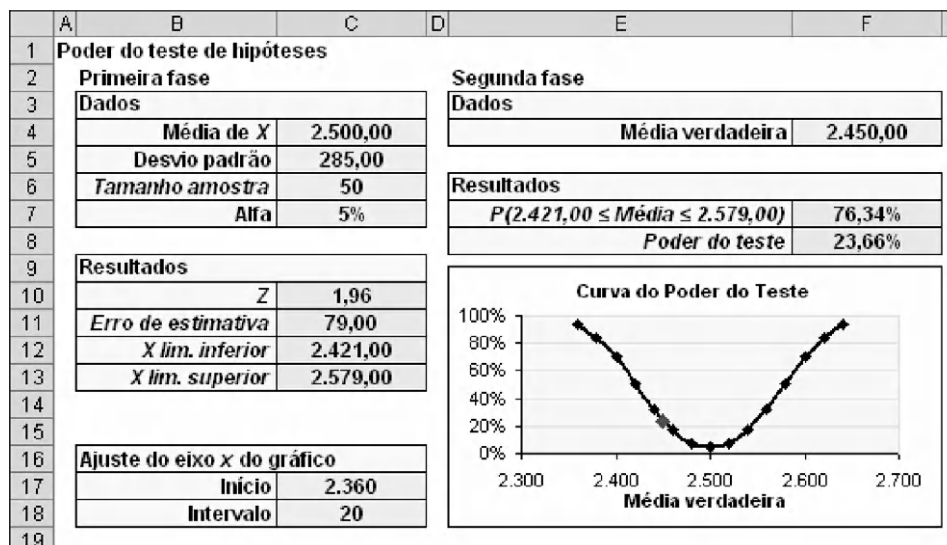 A B C D E F
1 Poder do teste de hipóteses
2 Primeira fase Segunda fase
3 Dados Dados
4 Média de X 2.500,00 Média verdadeira 2.450,00
5 Desvio padrão 285,00
6 Tamanho amostra 50 Resultados
7 Alfa 5% P(2.421,00 ≤ Média ≤ 2.579,00) 76,34%
8 Poder do teste 23,66%
9 Resultados
10 Z 1,96
11 Erro de estimativa 79,00
12 X lim. inferior 2.421,00
13 X lim. superior 2.579,00
14
15
16 Ajuste do eixo x do gráfico
17 Início 2.360
18 Intervalo 20
19
Curva do Poder do Teste
100%
80%
60%
40%
20%
0%
2.300 2.400 2.500 2.600 2.700
Média verdadeira